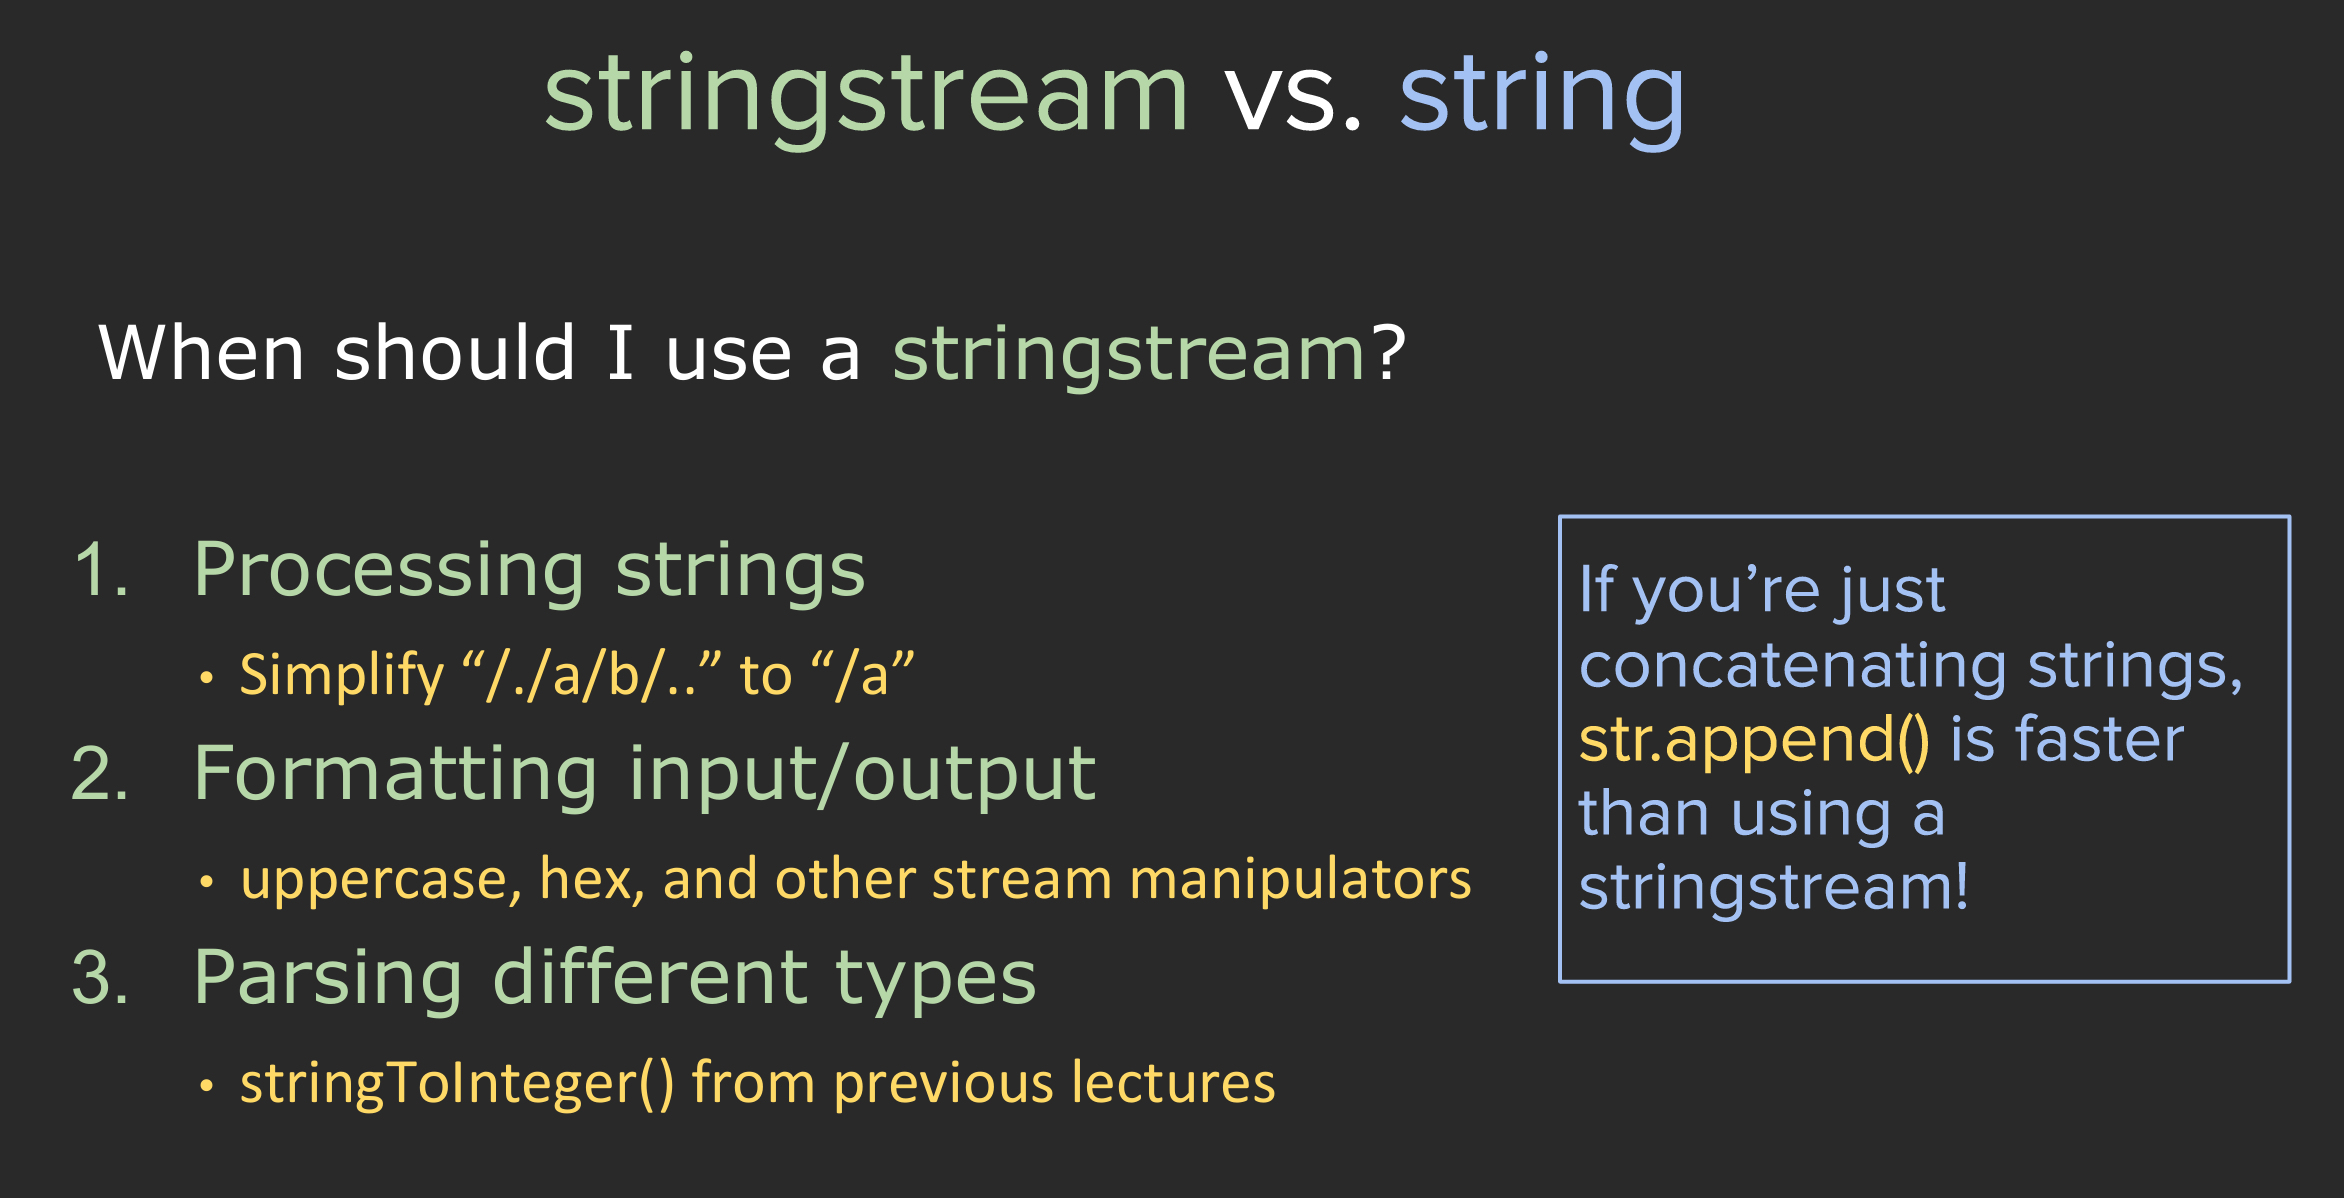 stringstream vs. string
When should I use a stringstream?
1. Processing strings
• Simplify “/./a/b/..” to “/a”
2. Formatting input/output
• uppercase, hex, and other stream manipulators
3. Parsing different types
• stringToInteger() from previous lectures
If you’re just
concatenating strings,
str.append() is faster
than using a
stringstream!